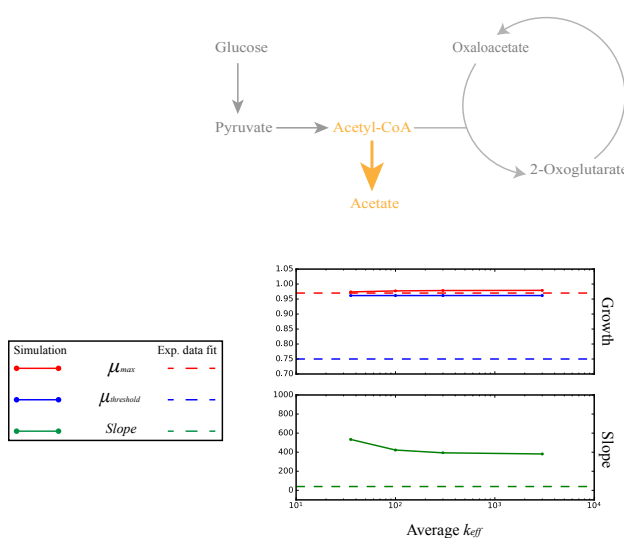 Glucose
Oxaloacetate
Pyruvate
Acetyl-CoA
2-Oxoglutarate
Acetate
Simulation
Exp. data fit
μmax
μthreshold
Slope
1.05
1.00
0.95
0.90
0.85
0.80
0.75
0.70
Growth
1000
800
600
400
200
0
Slope
10¹
10²
10³
10⁴
Average keff